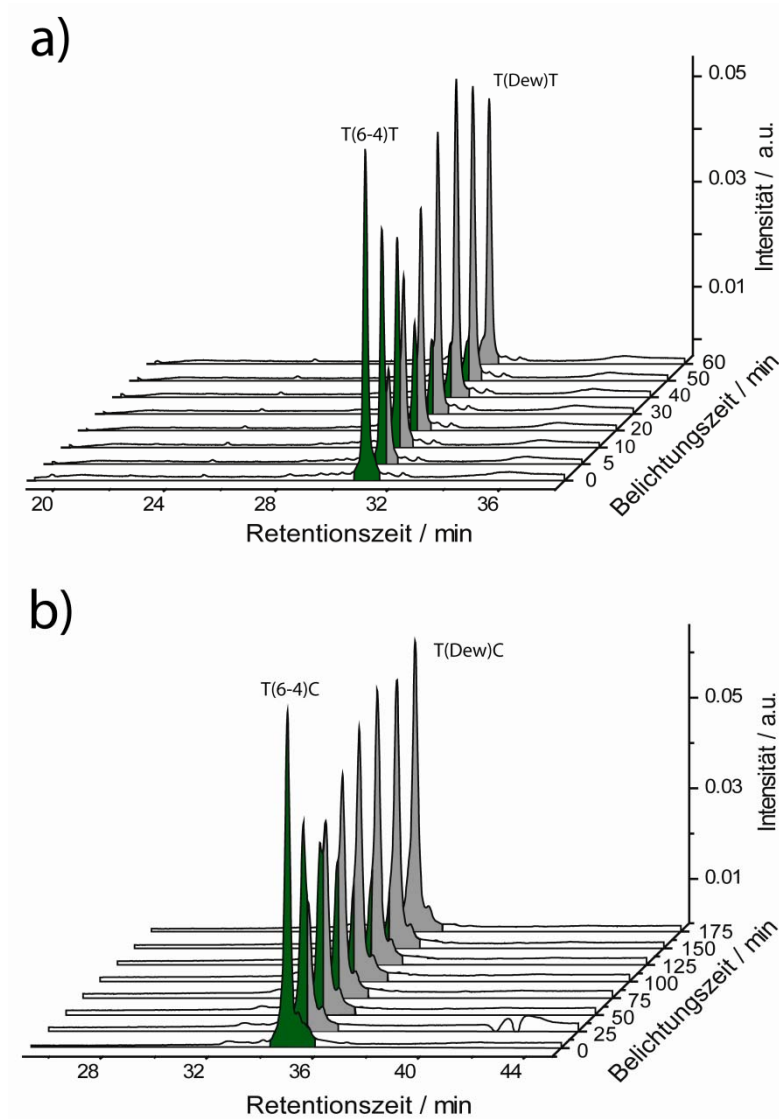 a)
T(6-4)T
T(Dew)T
0.05
0.03
0.01
Intensität / a.u.
60
50
40
30
20
10
5
0
Belichtungszeit / min
20 24 28 32 36
Retentionszeit / min
b)
T(6-4)C
T(Dew)C
0.05
0.03
0.01
Intensität / a.u.
175
150
125
100
75
50
25
0
Belichtungszeit / min
28 32 36 40 44
Retentionszeit / min